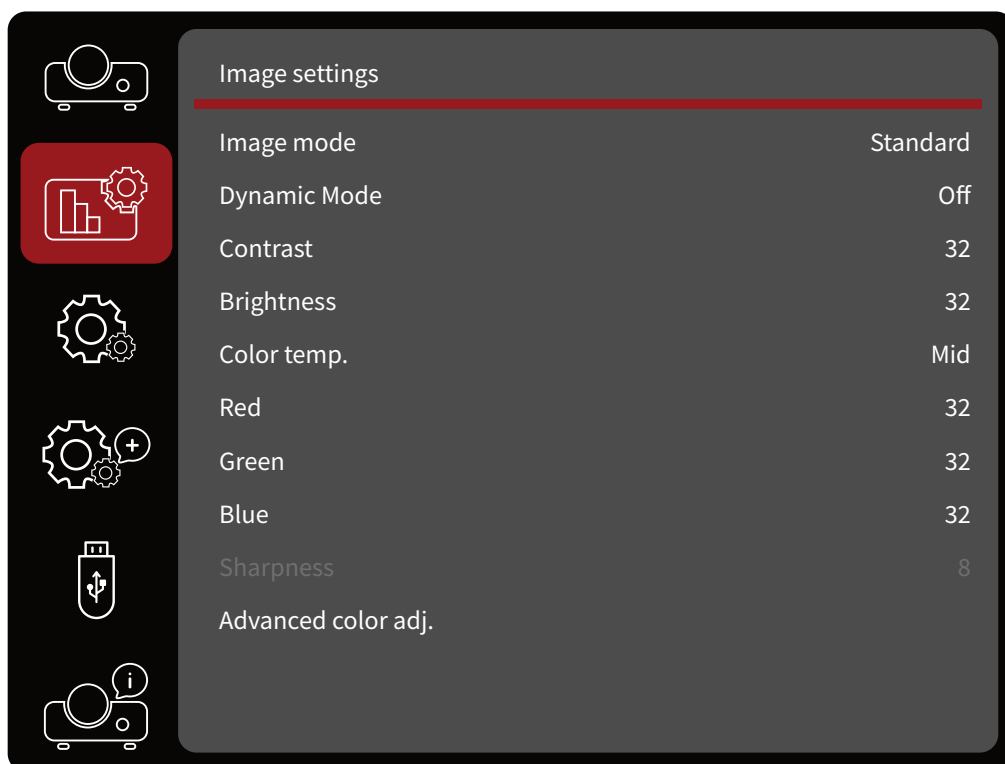 Image settings
Image mode Standard
Dynamic Mode Off
Contrast 32
Brightness 32
Color temp. Mid
Red 32
Green 32
Blue 32
Sharpness 8
Advanced color adj.